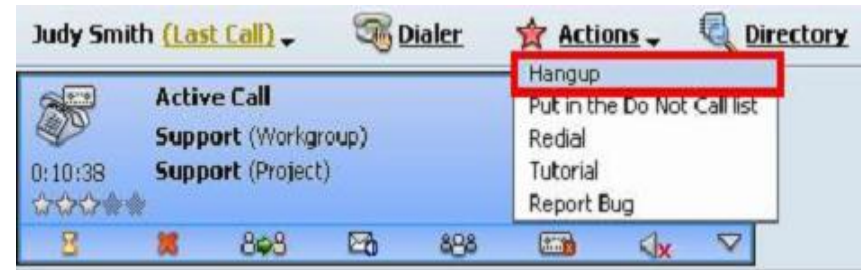 Judy Smith (Last Call) Dialer Actions Directory
Active Call
Support (Workgroup)
0:10:38 Support (Project)
Hangup
Put in the Do Not Call list
Redial
Tutorial
Report Bug